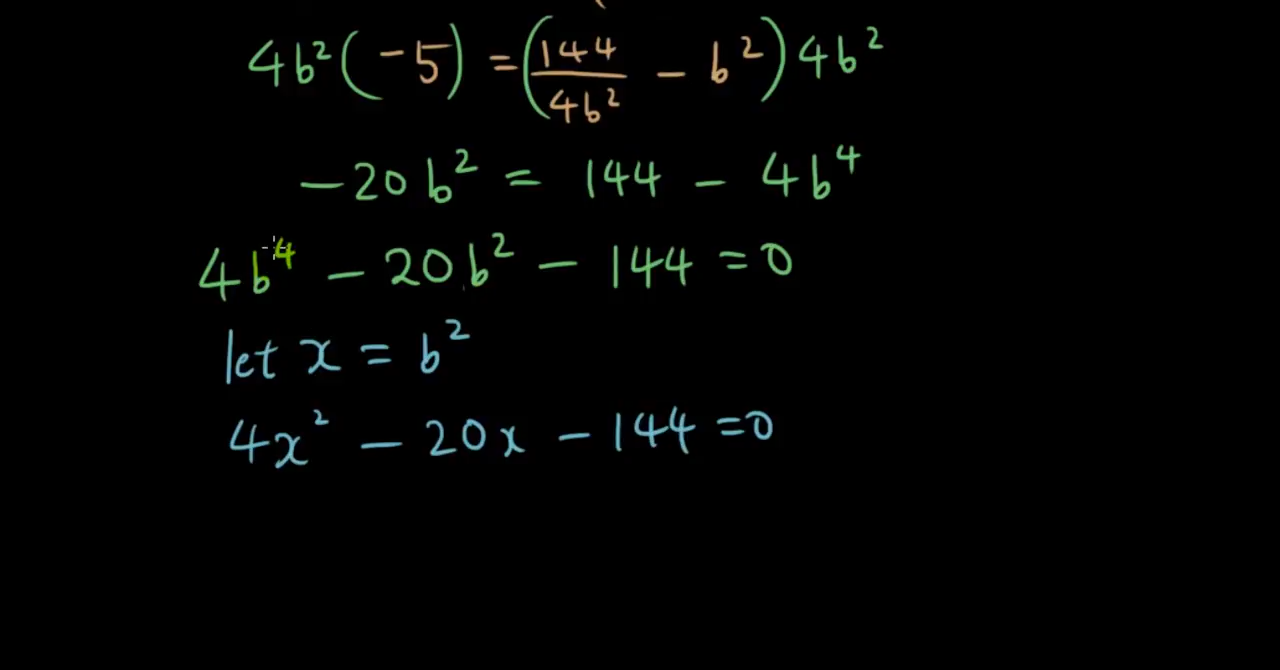 4b²(-5) = (144/4b² - b²)4b²
-20b² = 144 - 4b⁴
4b⁴ - 20b² - 144 = 0
let x = b²
4x² - 20x - 144 = 0